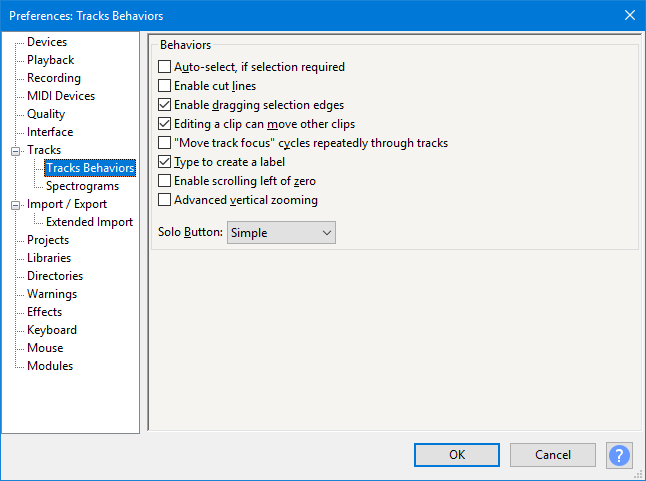 Preferences: Tracks Behaviors
Devices
Playback
Recording
MIDI Devices
Quality
Interface
Tracks
Tracks Behaviors
Spectrograms
Import / Export
Extended Import
Projects
Libraries
Directories
Warnings
Effects
Keyboard
Mouse
Modules
Behaviors
Auto-select, if selection required
Enable cut lines
Enable dragging selection edges
Editing a clip can move other clips
"Move track focus" cycles repeatedly through tracks
Type to create a label
Enable scrolling left of zero
Advanced vertical zooming
Solo Button: Simple
OK Cancel ?